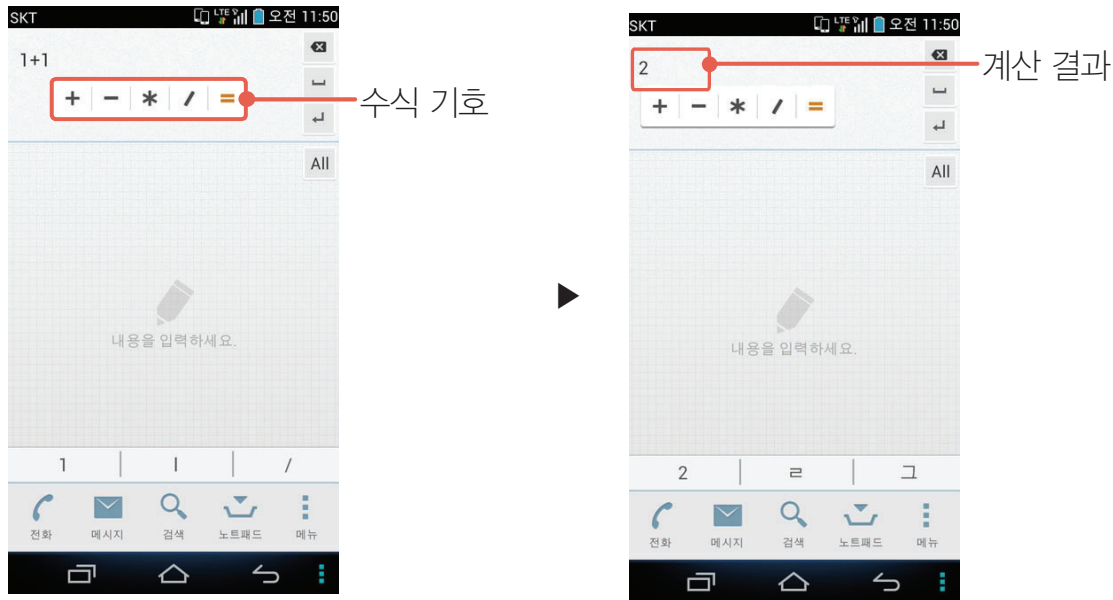 SKT LTE 오전 11:50
1+1
+ − * / =
수식 기호
All
내용을 입력하세요.
1 | ㅣ | /
전화 메시지 검색 노트패드 메뉴
▶
SKT LTE 오전 11:50
2
계산 결과
+ − * / =
All
내용을 입력하세요.
2 | ㄹ | 그
전화 메시지 검색 노트패드 메뉴